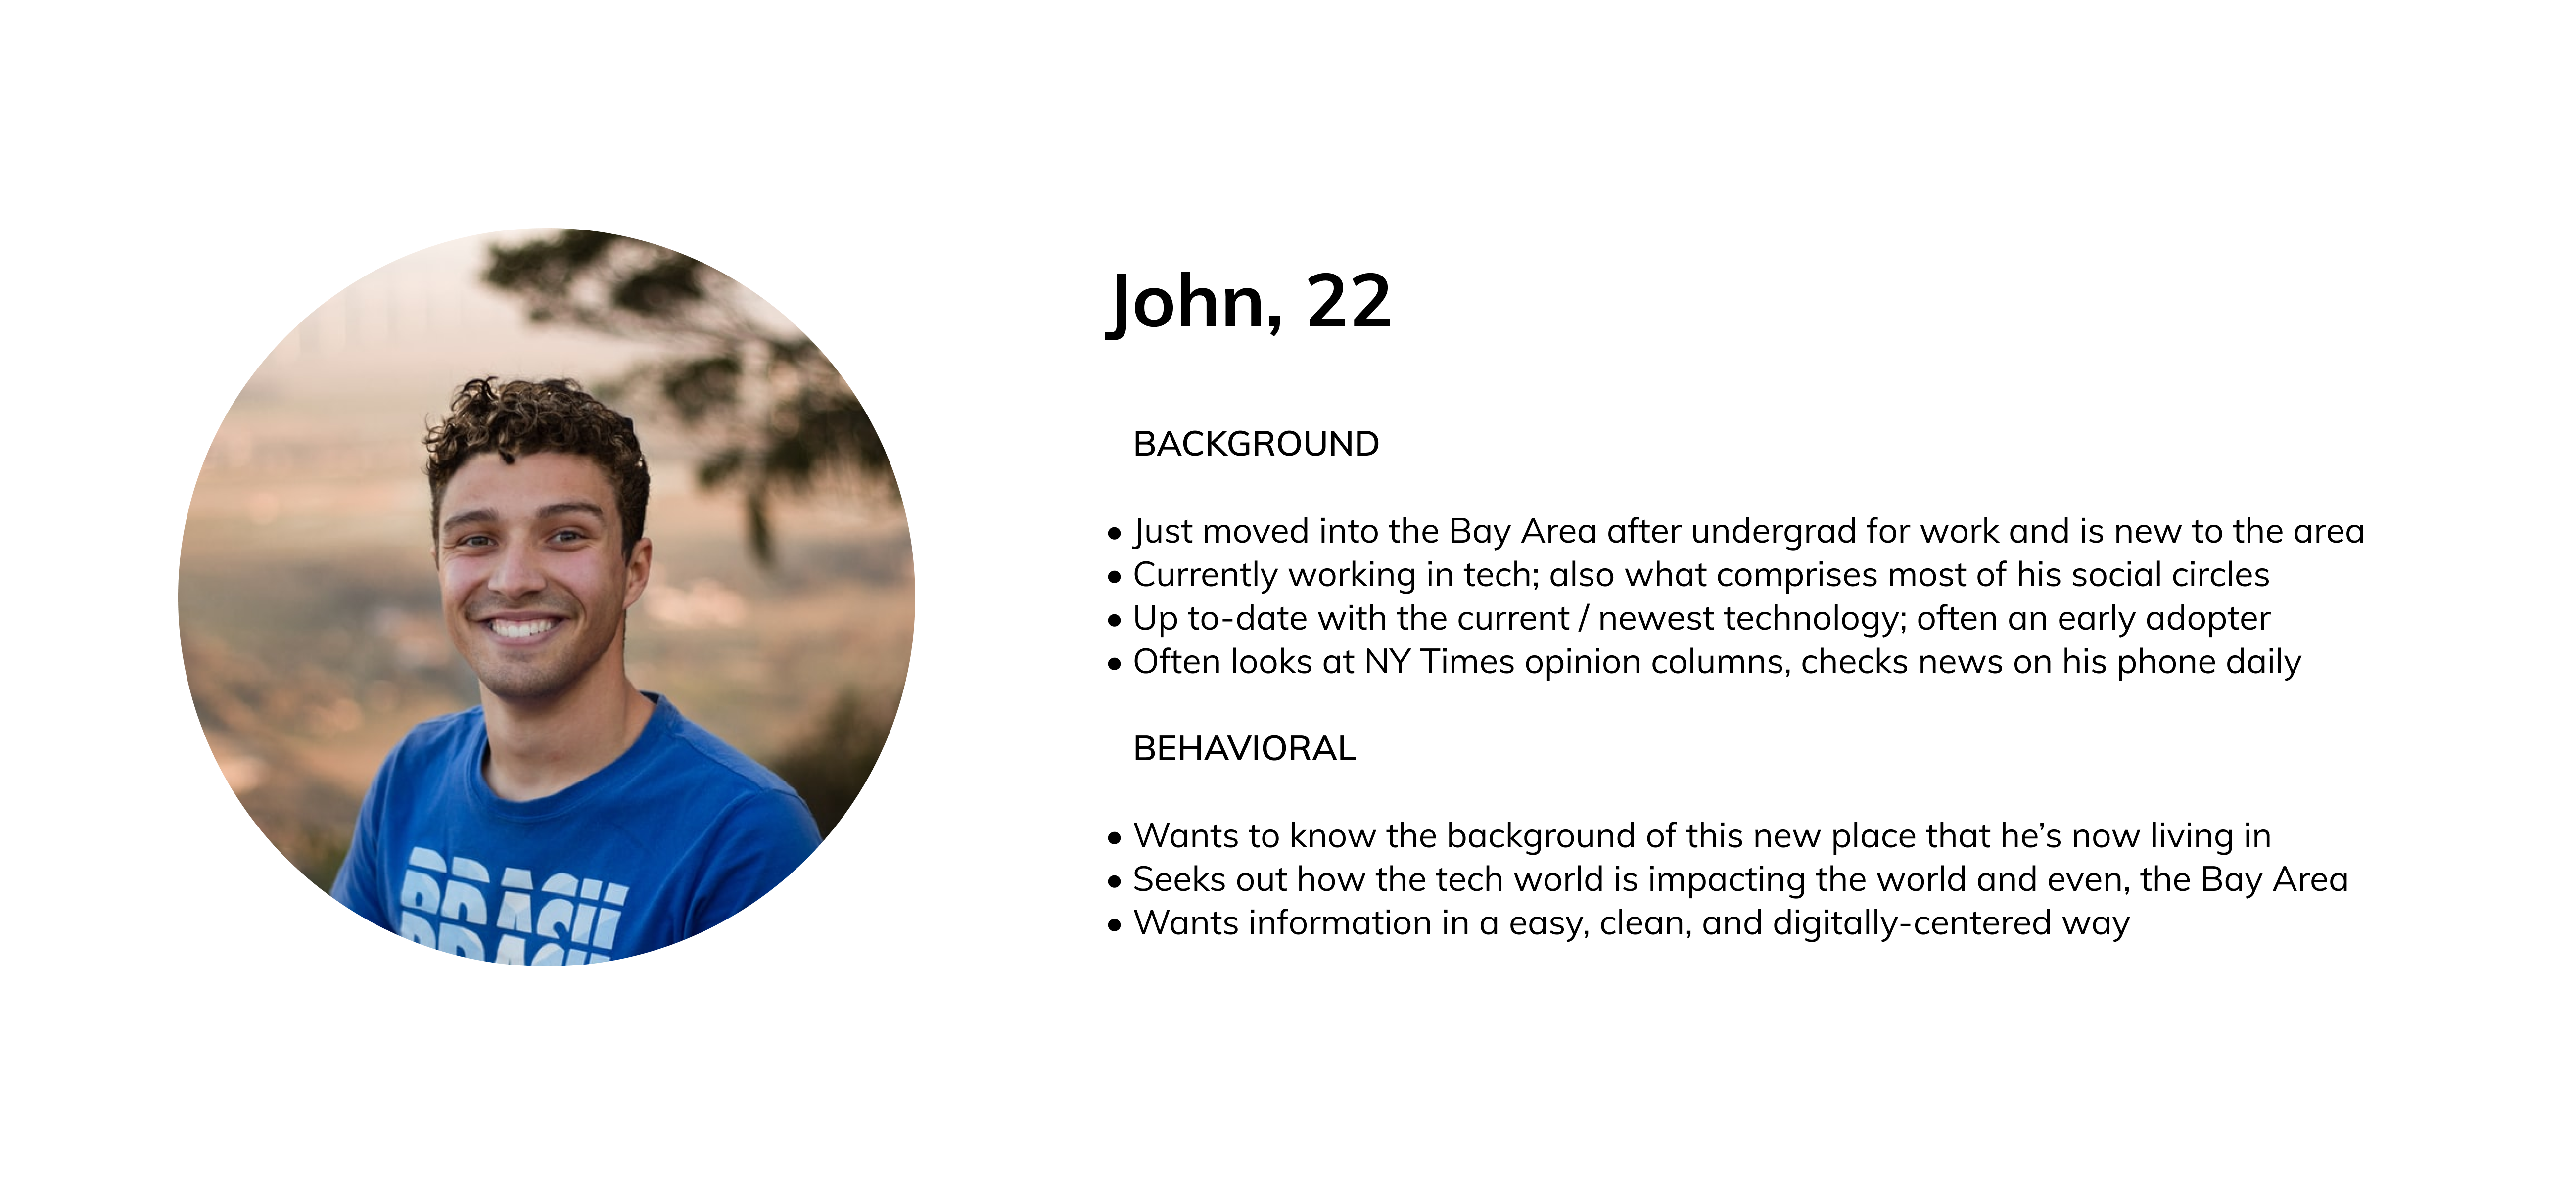 John, 22
BACKGROUND
• Just moved into the Bay Area after undergrad for work and is new to the area
• Currently working in tech; also what comprises most of his social circles
• Up to-date with the current / newest technology; often an early adopter
• Often looks at NY Times opinion columns, checks news on his phone daily
BEHAVIORAL
• Wants to know the background of this new place that he’s now living in
• Seeks out how the tech world is impacting the world and even, the Bay Area
• Wants information in a easy, clean, and digitally-centered way